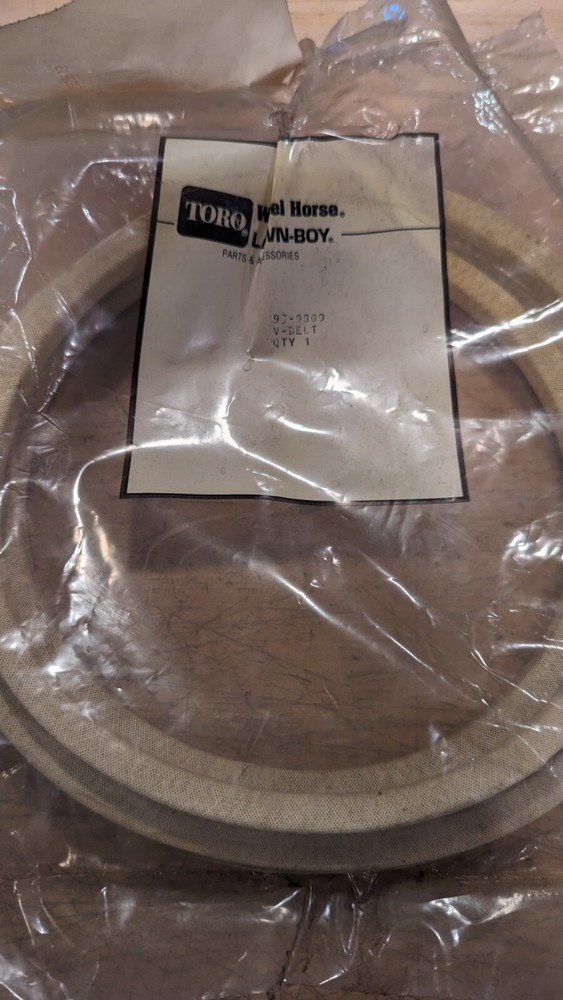 TORO Wheel Horse®
LAWN-BOY®
PARTS & ACCESSORIES
V-BELT
QTY 1